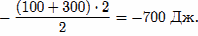 − (100 + 300) · 2 / 2 = −700 Дж.